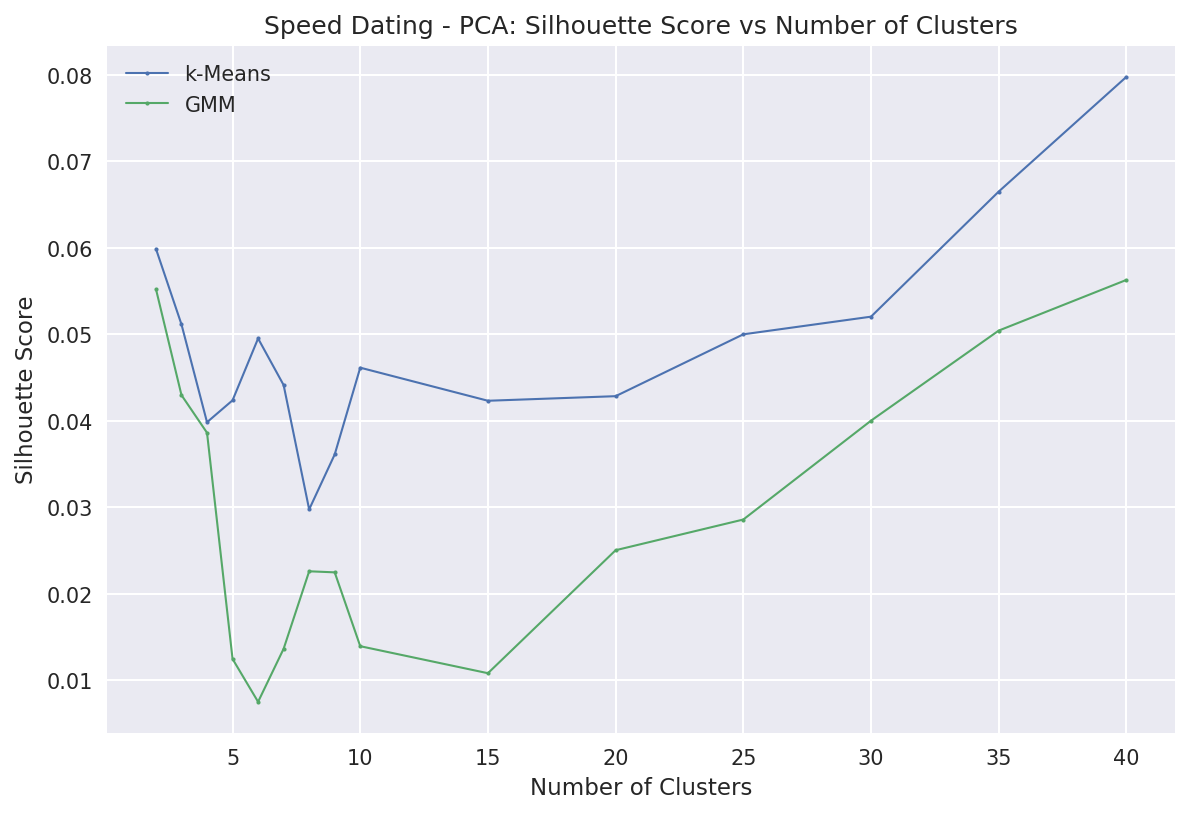 Speed Dating - PCA: Silhouette Score vs Number of Clusters
k-Means
GMM
Silhouette Score
0.08
0.07
0.06
0.05
0.04
0.03
0.02
0.01
5 10 15 20 25 30 35 40
Number of Clusters